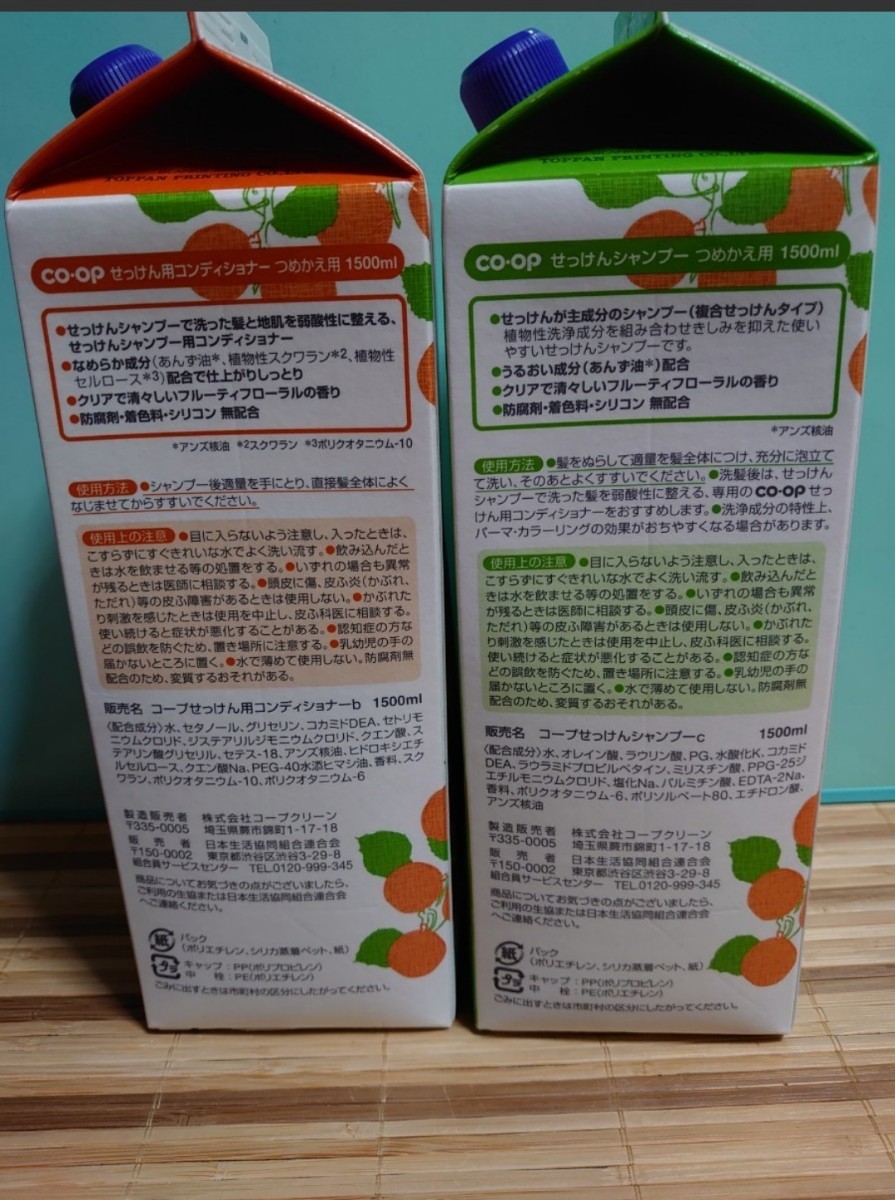 TOPPAN PRINTING CO.,LTD
CO·OP せっけん用コンディショナー つめかえ用 1500ml
●せっけんシャンプーで洗った髪と地肌を弱酸性に整える、
せっけんシャンプー用コンディショナー
●なめらか成分(あんず油*、植物性スクワラン*2、植物性
セルロース*3)配合で仕上がりしっとり
●クリアで清々しいフルーティフローラルの香り
●防腐剤・着色料・シリコン 無配合
*アンズ核油 *2スクワラン *3ポリクオタニウム-10
使用方法 ●シャンプー後適量を手にとり、直接髪全体によく
なじませてからすすいでください。
使用上の注意 ●目に入らないよう注意し、入ったときは、
こすらずにすぐきれいな水でよく洗い流す。●飲み込んだと
きは水を飲ませる等の処置をする。●いずれの場合も異常
が残るときは医師に相談する。●頭皮に傷、皮ふ炎(かぶれ、
ただれ)等の皮ふ障害があるときは使用しない。●かぶれた
り刺激を感じたときは使用を中止し、皮ふ科医に相談する。
使い続けると症状が悪化することがある。●認知症の方な
どの誤飲を防ぐため、置き場所に注意する。●乳幼児の手の
届かないところに置く。●水で薄めて使用しない。防腐剤無
配合のため、変質するおそれがある。
販売名 コープせっけん用コンディショナーb 1500ml
〈配合成分〉水、セタノール、グリセリン、コカミドDEA、セトリモ
ニウムクロリド、ジステアリルジモニウムクロリド、クエン酸、ス
テアリン酸グリセリル、セテス-18、アンズ核油、ヒドロキシエチ
ルセルロース、クエン酸Na、PEG-40水添ヒマシ油、香料、スク
ワラン、ポリクオタニウム-10、ポリクオタニウム-6
製造販売者 株式会社コープクリーン
〒335-0005 埼玉県蕨市錦町1-17-18
販売者 日本生活協同組合連合会
〒150-0002 東京都渋谷区渋谷3-29-8
組合員サービスセンター TEL.0120-999-345
商品についてお気づきの点がございましたら、
ご利用の生協または日本生活協同組合連合会
へご連絡ください。
紙 パック
(ポリエチレン、シリカ蒸着ペット、紙)
プラ キャップ:PP(ポリプロピレン)
中 栓:PE(ポリエチレン)
ごみに出すときは市町村の区分にしたがってください。
TOPPAN PRINTING CO.,LTD
CO·OP せっけんシャンプー つめかえ用 1500ml
●せっけんが主成分のシャンプー(複合せっけんタイプ)
植物性洗浄成分を組み合わせきしみを抑えた使い
やすいせっけんシャンプーです。
●うるおい成分(あんず油*)配合
●クリアで清々しいフルーティフローラルの香り
●防腐剤・着色料・シリコン 無配合
*アンズ核油
使用方法 ●髪をぬらして適量を髪全体につけ、充分に泡立て
て洗い、そのあとよくすすいでください。●洗髪後は、せっけん
シャンプーで洗った髪を弱酸性に整える、専用のCO·OPせっ
けん用コンディショナーをおすすめします。●洗浄成分の特性上、
パーマ・カラーリングの効果がおちやすくなる場合があります。
使用上の注意 ●目に入らないよう注意し、入ったときは、
こすらずにすぐきれいな水でよく洗い流す。●飲み込んだと
きは水を飲ませる等の処置をする。●いずれの場合も異常
が残るときは医師に相談する。●頭皮に傷、皮ふ炎(かぶれ、
ただれ)等の皮ふ障害があるときは使用しない。●かぶれた
り刺激を感じたときは使用を中止し、皮ふ科医に相談する。
使い続けると症状が悪化することがある。●認知症の方な
どの誤飲を防ぐため、置き場所に注意する。●乳幼児の手の
届かないところに置く。●水で薄めて使用しない。防腐剤無
配合のため、変質するおそれがある。
販売名 コープせっけんシャンプーc 1500ml
〈配合成分〉水、オレイン酸、ラウリン酸、PG、水酸化K、コカミド
DEA、ラウラミドプロピルベタイン、ミリスチン酸、PPG-25ジ
エチルモニウムクロリド、塩化Na、パルミチン酸、EDTA-2Na、
香料、ポリクオタニウム-6、ポリソルベート80、エチドロン酸、
アンズ核油
製造販売者 株式会社コープクリーン
〒335-0005 埼玉県蕨市錦町1-17-18
販売者 日本生活協同組合連合会
〒150-0002 東京都渋谷区渋谷3-29-8
組合員サービスセンター TEL.0120-999-345
商品についてお気づきの点がございましたら、
ご利用の生協または日本生活協同組合連合会
へご連絡ください。
紙 パック
(ポリエチレン、シリカ蒸着ペット、紙)
プラ キャップ:PP(ポリプロピレン)
中 栓:PE(ポリエチレン)
ごみに出すときは市町村の区分にしたがってください。